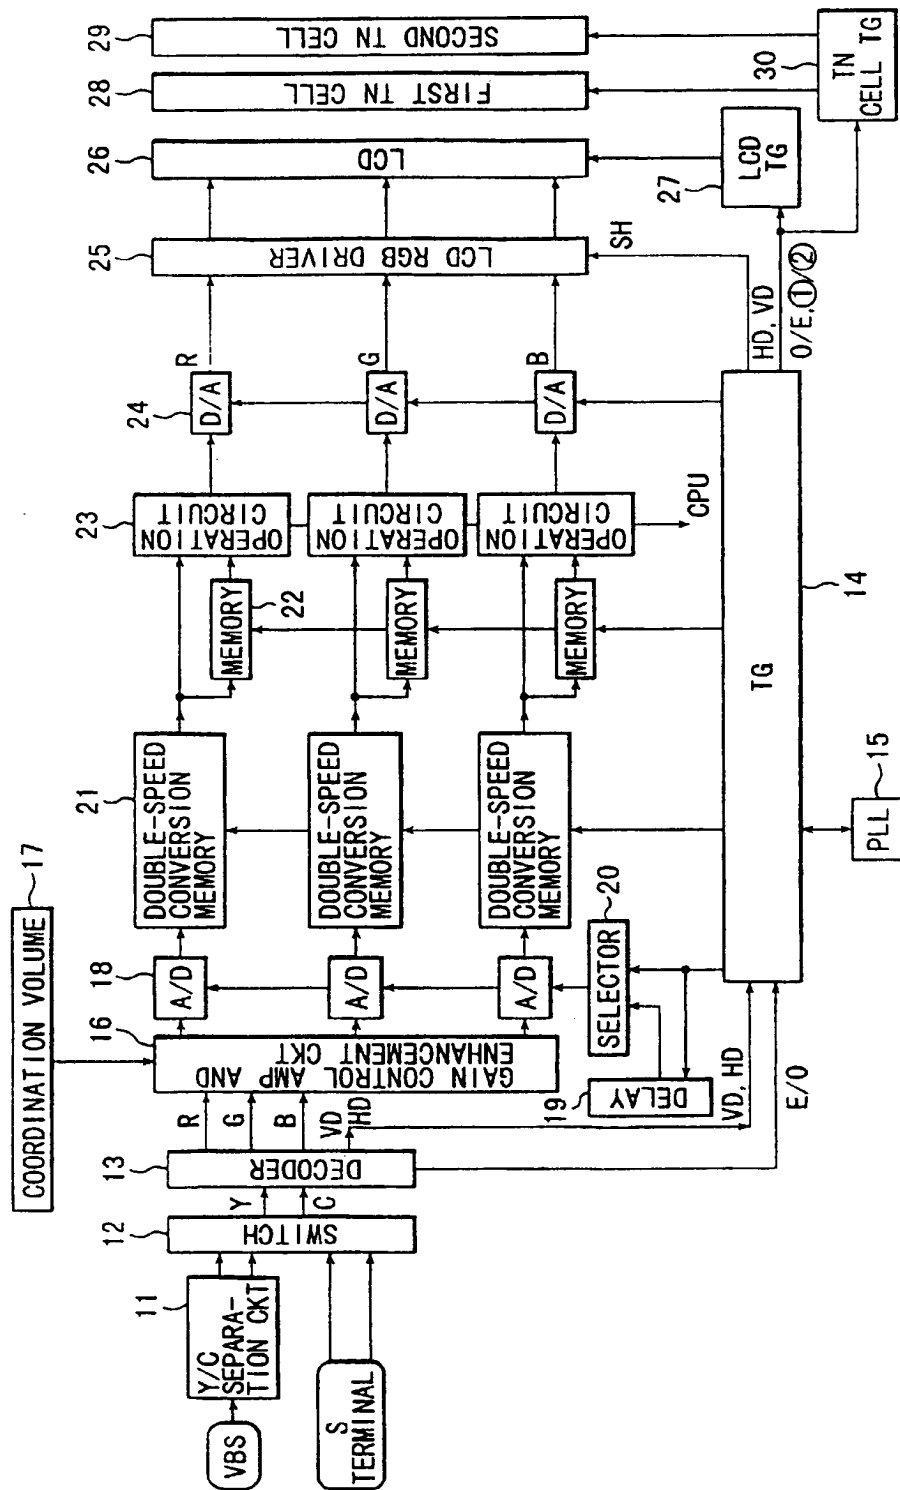 COORDINATION VOLUME
17
VBS
Y/C
SEPARA-
TION CKT
11
S
TERMINAL
SWITCH
12
Y
C
DECODER
13
R
G
B
VD
HD
GAIN CONTROL AMP AND
ENHANCEMENT CKT
16
A/D
18
A/D
A/D
DELAY
19
SELECTOR
20
VD, HD
E/O
DOUBLE-SPEED
CONVERSION
MEMORY
21
DOUBLE-SPEED
CONVERSION
MEMORY
DOUBLE-SPEED
CONVERSION
MEMORY
MEMORY
22
MEMORY
MEMORY
OPERATION
CIRCUIT
23
OPERATION
CIRCUIT
OPERATION
CIRCUIT
CPU
D/A
24
D/A
D/A
R
G
B
TG
14
PLL
15
LCD RGB DRIVER
25
SH
HD, VD
O/E, ①/②
LCD
26
LCD
TG
27
FIRST TN CELL
28
SECOND TN CELL
29
TN
CELL TG
30